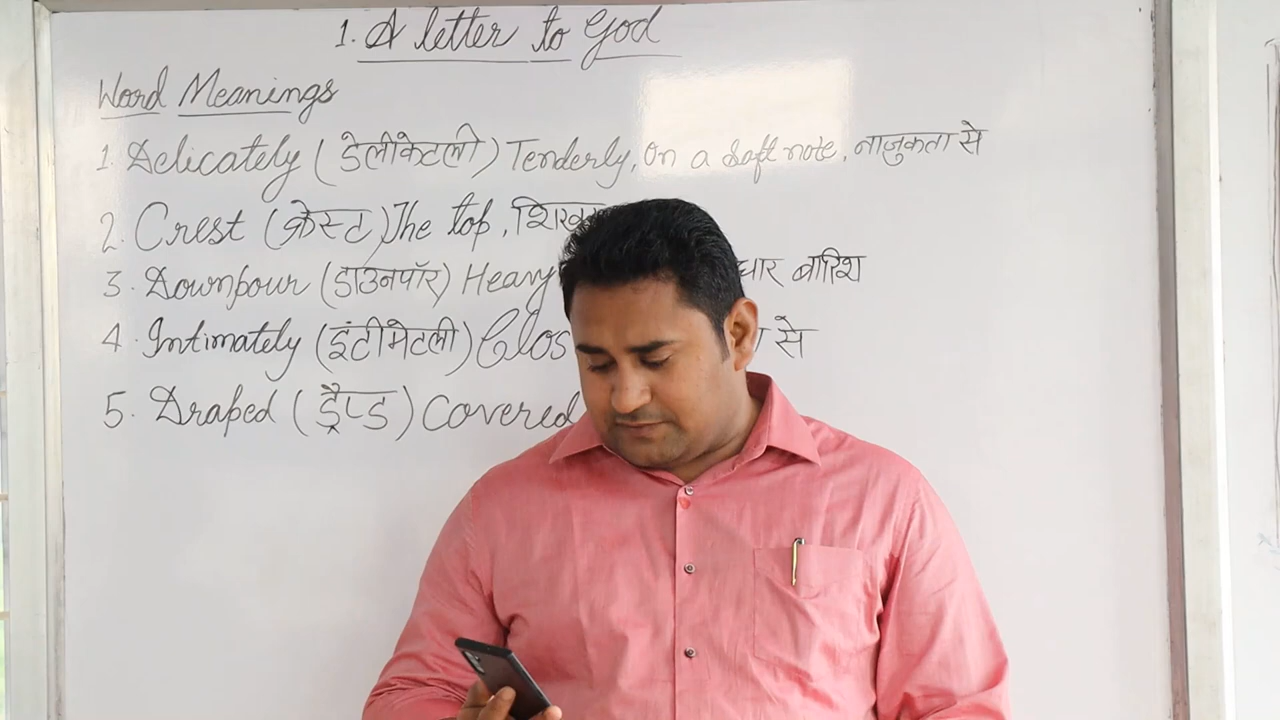 1. A letter to God
Word Meanings
1. Delicately (डेलीकेटली) Tenderly, On a soft note, नाजुकता से
2. Crest (क्रेस्ट) The top,
3. Downpour (डाउनपॉर) Heavy बारिश
4. Intimately (इंटीमेटली) से
5. Draped (ड्रैप्ड) Covered